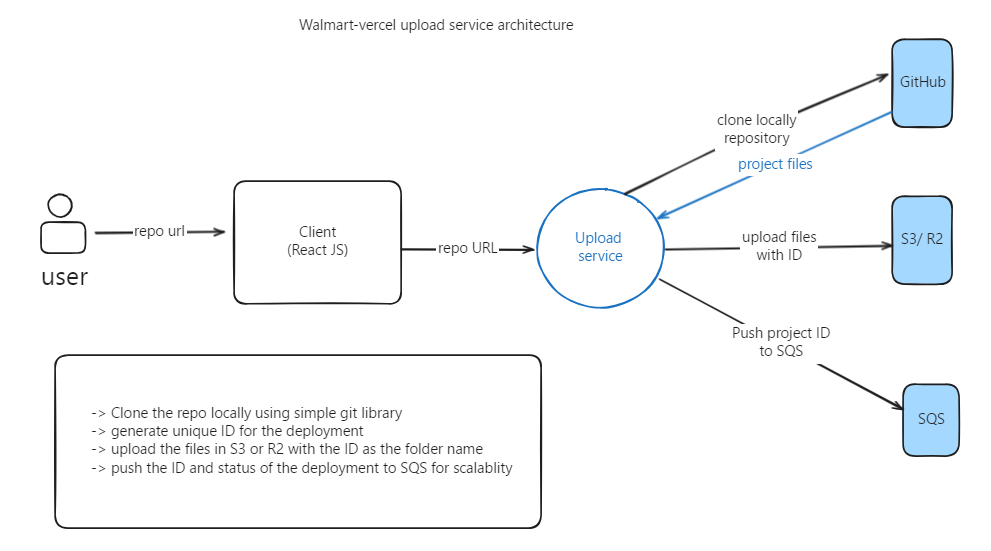 Walmart-vercel upload service architecture
GitHub
clone locally
repository
project files
repo url
user
Client
(React JS)
repo URL
Upload
service
upload files
with ID
S3/ R2
Push project ID
to SQS
SQS
-> Clone the repo locally using simple git library
-> generate unique ID for the deployment
-> upload the files in S3 or R2 with the ID as the folder name
-> push the ID and status of the deployment to SQS for scalablity